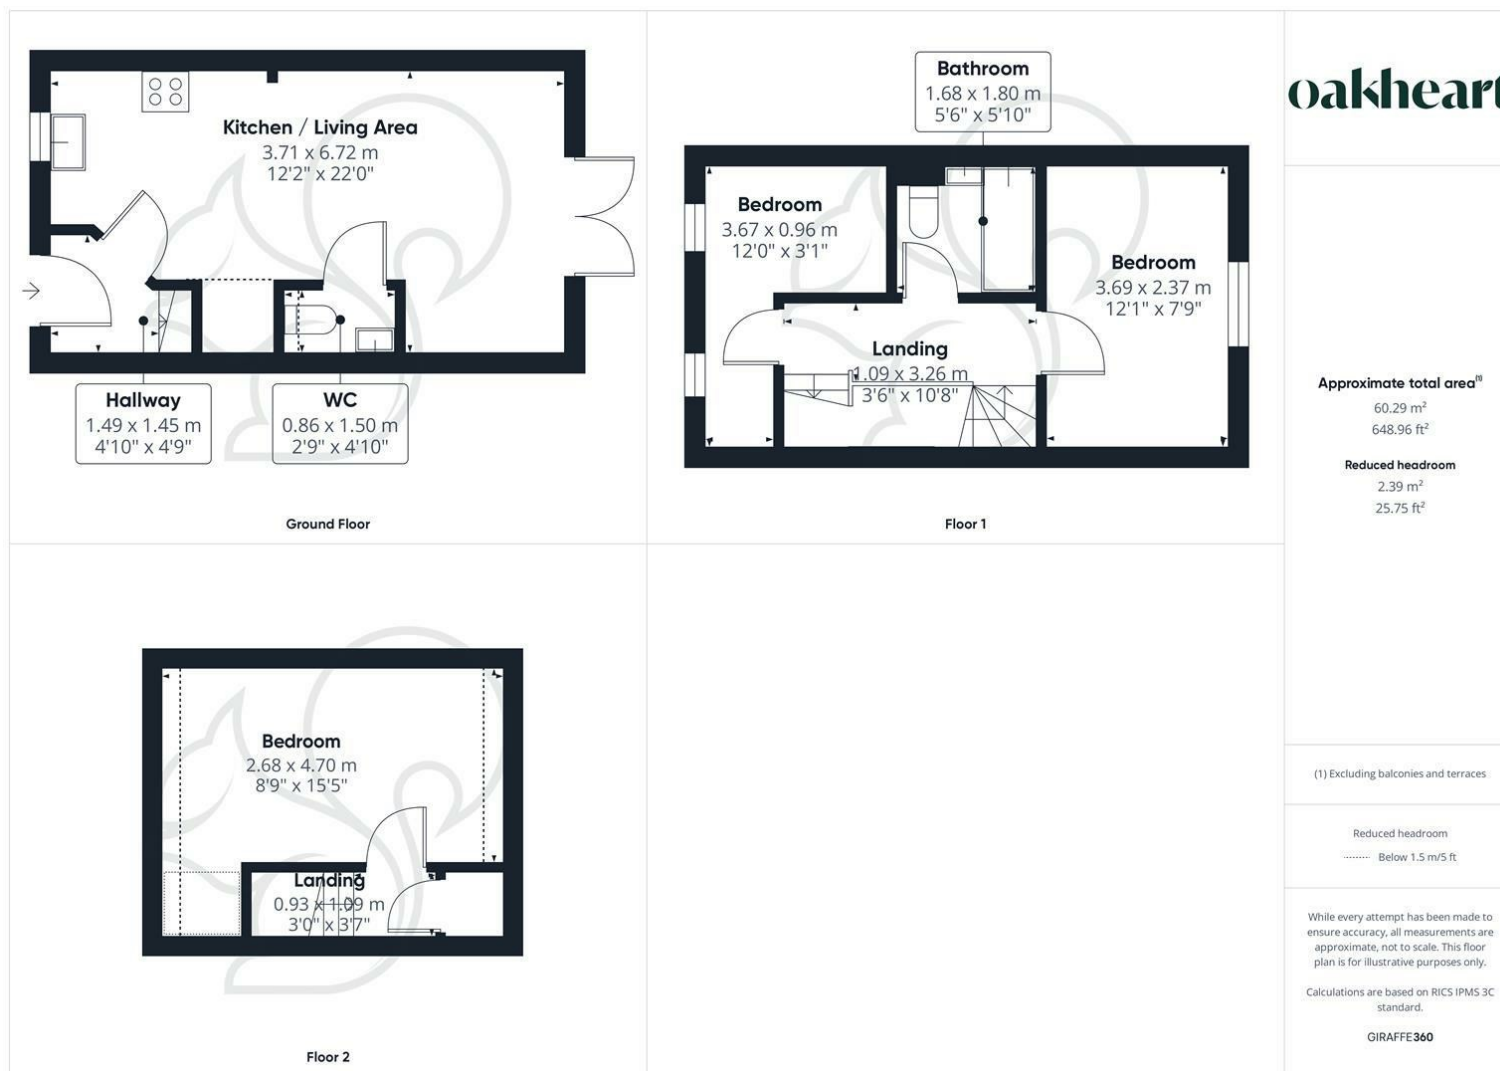 Kitchen / Living Area
3.71 x 6.72 m
12'2" x 22'0"
Hallway
1.49 x 1.45 m
4'10" x 4'9"
WC
0.86 x 1.50 m
2'9" x 4'10"
Ground Floor
Bathroom
1.68 x 1.80 m
5'6" x 5'10"
Bedroom
3.67 x 0.96 m
12'0" x 3'1"
Bedroom
3.69 x 2.37 m
12'1" x 7'9"
Landing
1.09 x 3.26 m
3'6" x 10'8"
Floor 1
Bedroom
2.68 x 4.70 m
8'9" x 15'5"
Landing
0.93 x 1.09 m
3'0" x 3'7"
Floor 2
oakheart
Approximate total area(1)
60.29 m²
648.96 ft²
Reduced headroom
2.39 m²
25.75 ft²
(1) Excluding balconies and terraces
Reduced headroom
Below 1.5 m/5 ft
While every attempt has been made to
ensure accuracy, all measurements are
approximate, not to scale. This floor
plan is for illustrative purposes only.
Calculations are based on RICS IPMS 3C
standard.
GIRAFFE360